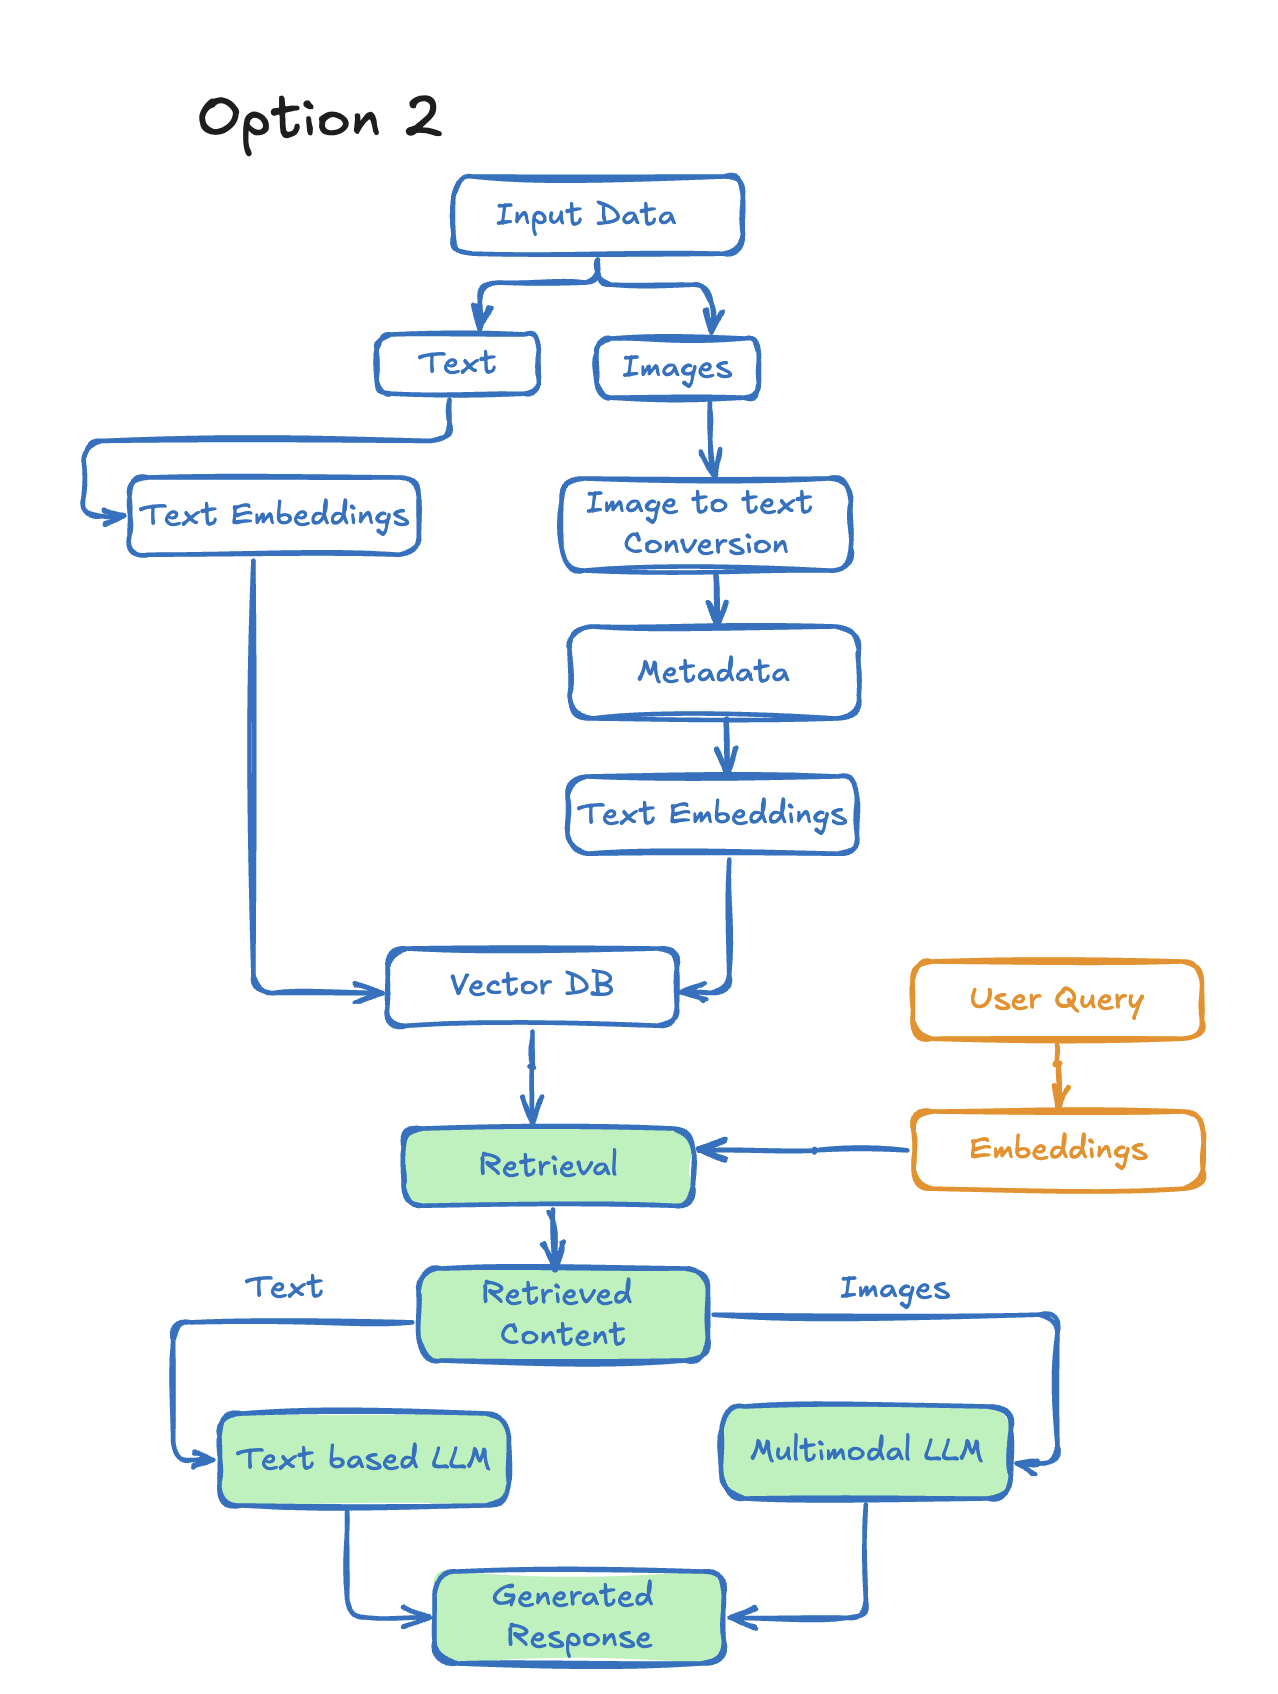 Option 2
Input Data
Text
Images
Text Embeddings
Image to text
Conversion
Metadata
Text Embeddings
Vector DB
User Query
Embeddings
Retrieval
Text
Retrieved
Content
Images
Text based LLM
Multimodal LLM
Generated
Response